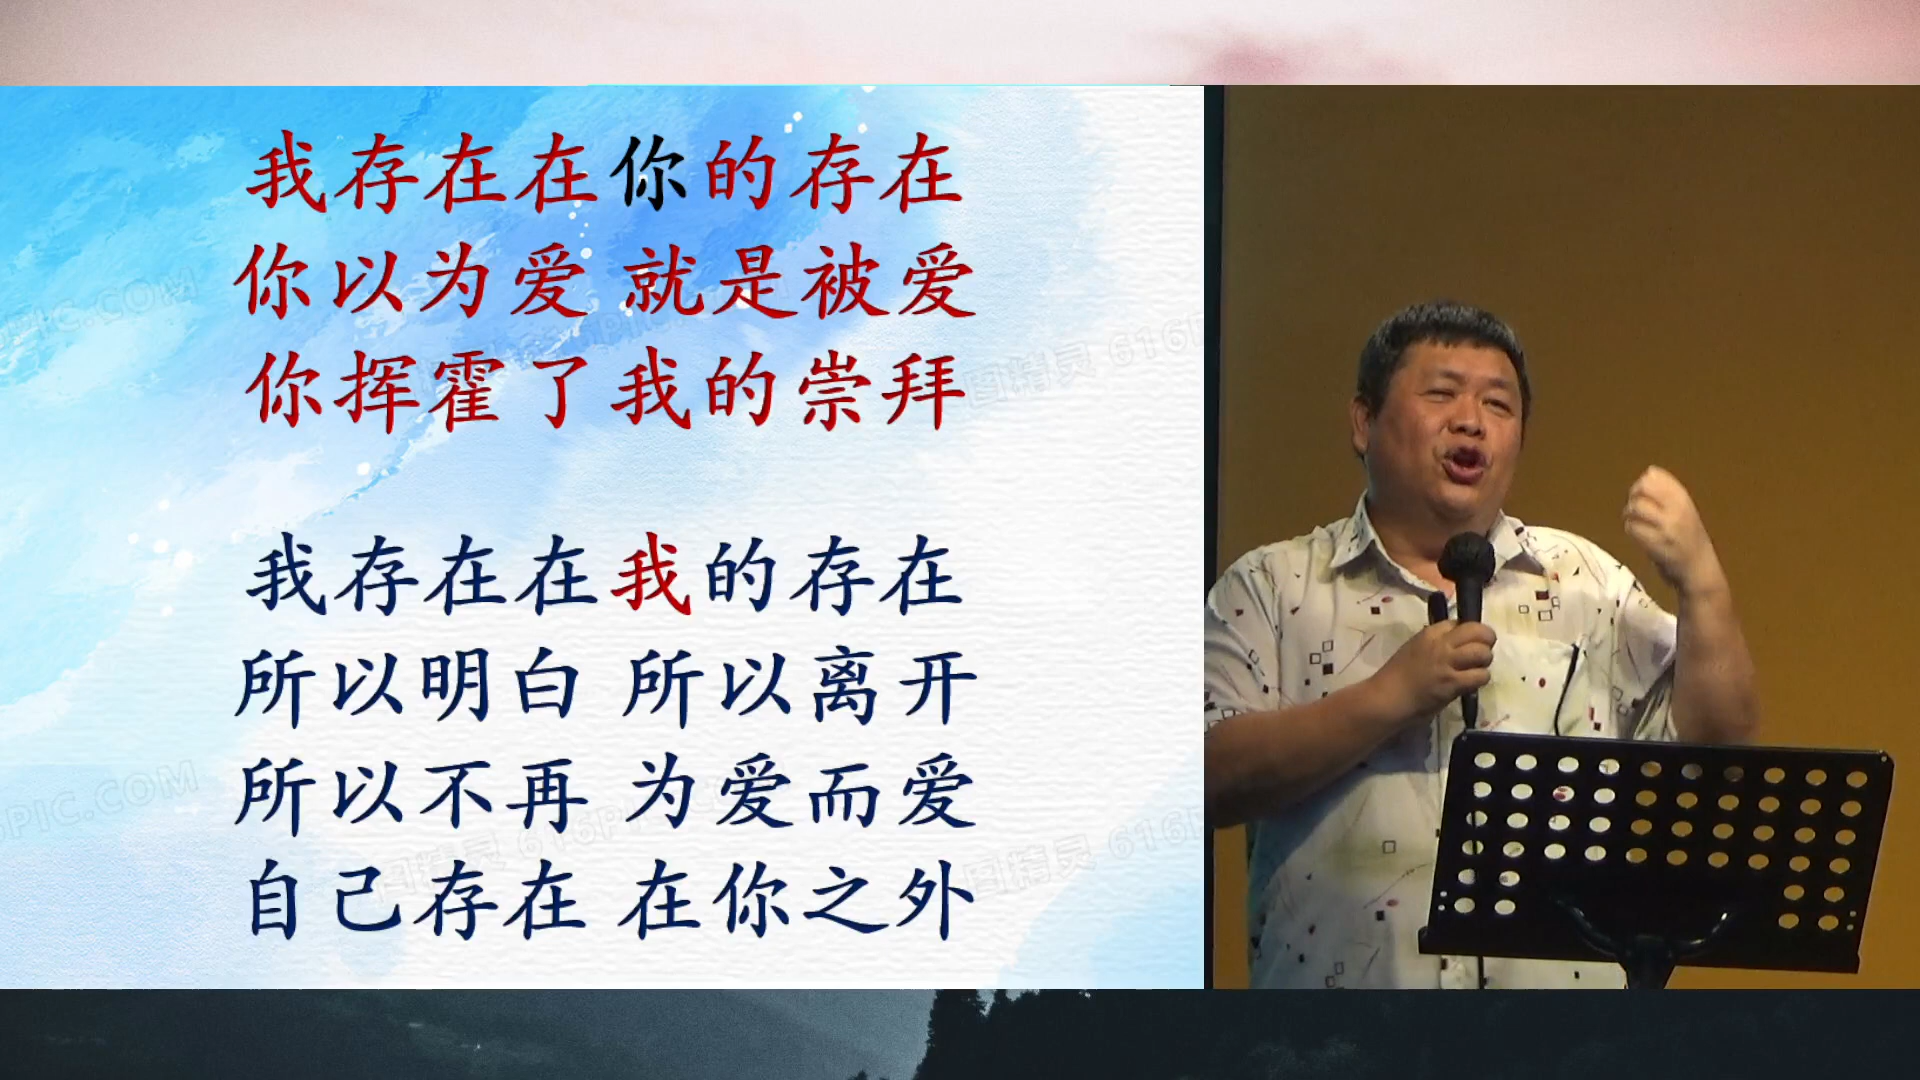 我存在在你的存在
你以为爱 就是被爱
你挥霍了我的崇拜
我存在在我的存在
所以明白 所以离开
所以不再 为爱而爱
自己存在 在你之外